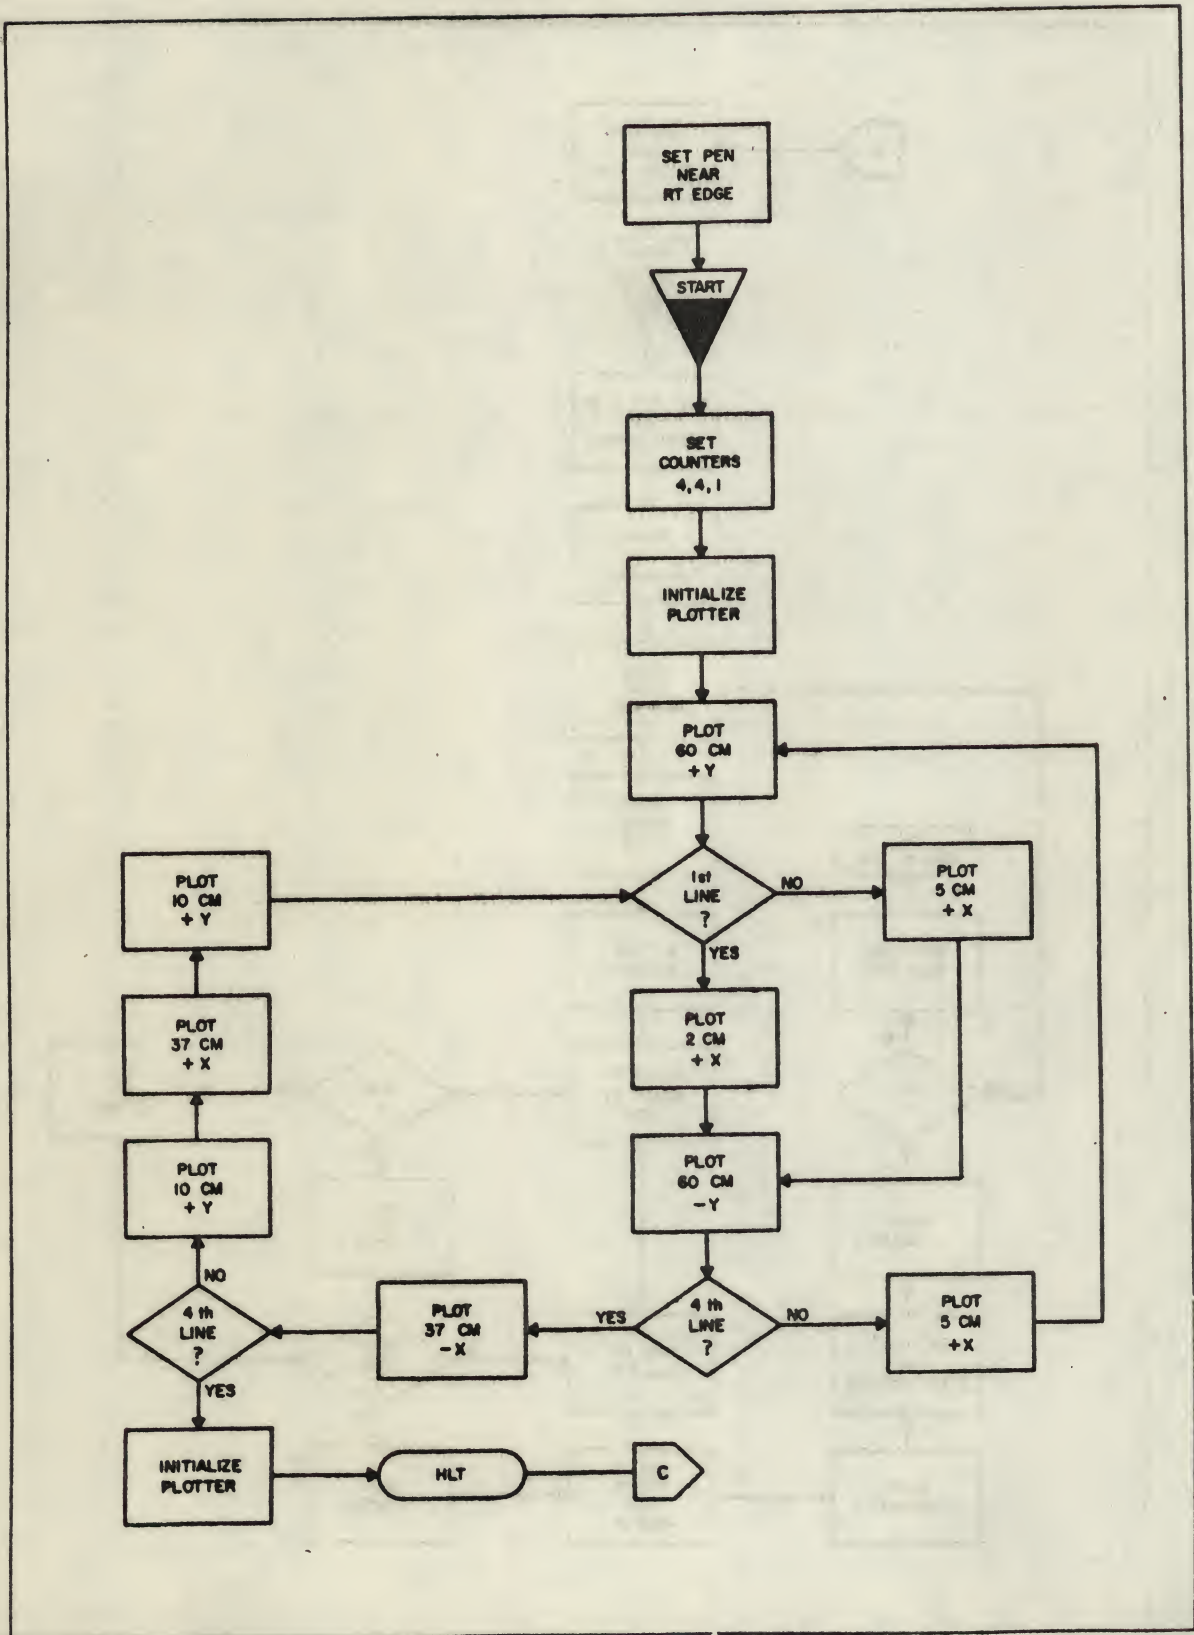 SET PEN
NEAR
RT EDGE
START
SET
COUNTERS
4, 4, 1
INITIALIZE
PLOTTER
PLOT
60 CM
+ Y
1st
LINE
?
NO
YES
PLOT
5 CM
+ X
PLOT
2 CM
+ X
PLOT
60 CM
- Y
4 th
LINE
?
NO
YES
PLOT
5 CM
+ X
PLOT
37 CM
- X
4 th
LINE
?
NO
YES
PLOT
10 CM
+ Y
PLOT
37 CM
+ X
PLOT
10 CM
+ Y
INITIALIZE
PLOTTER
HLT
C